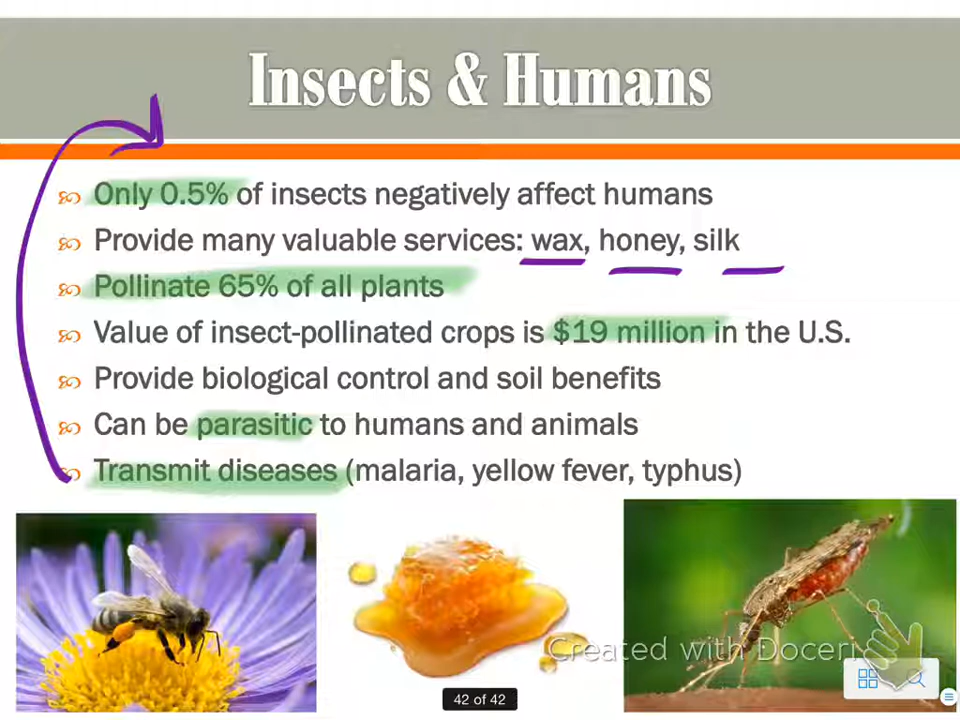 Insects & Humans
Only 0.5% of insects negatively affect humans
Provide many valuable services: wax, honey, silk
Pollinate 65% of all plants
Value of insect-pollinated crops is $19 million in the U.S.
Provide biological control and soil benefits
Can be parasitic to humans and animals
Transmit diseases (malaria, yellow fever, typhus)
Created with Doceri
42 of 42